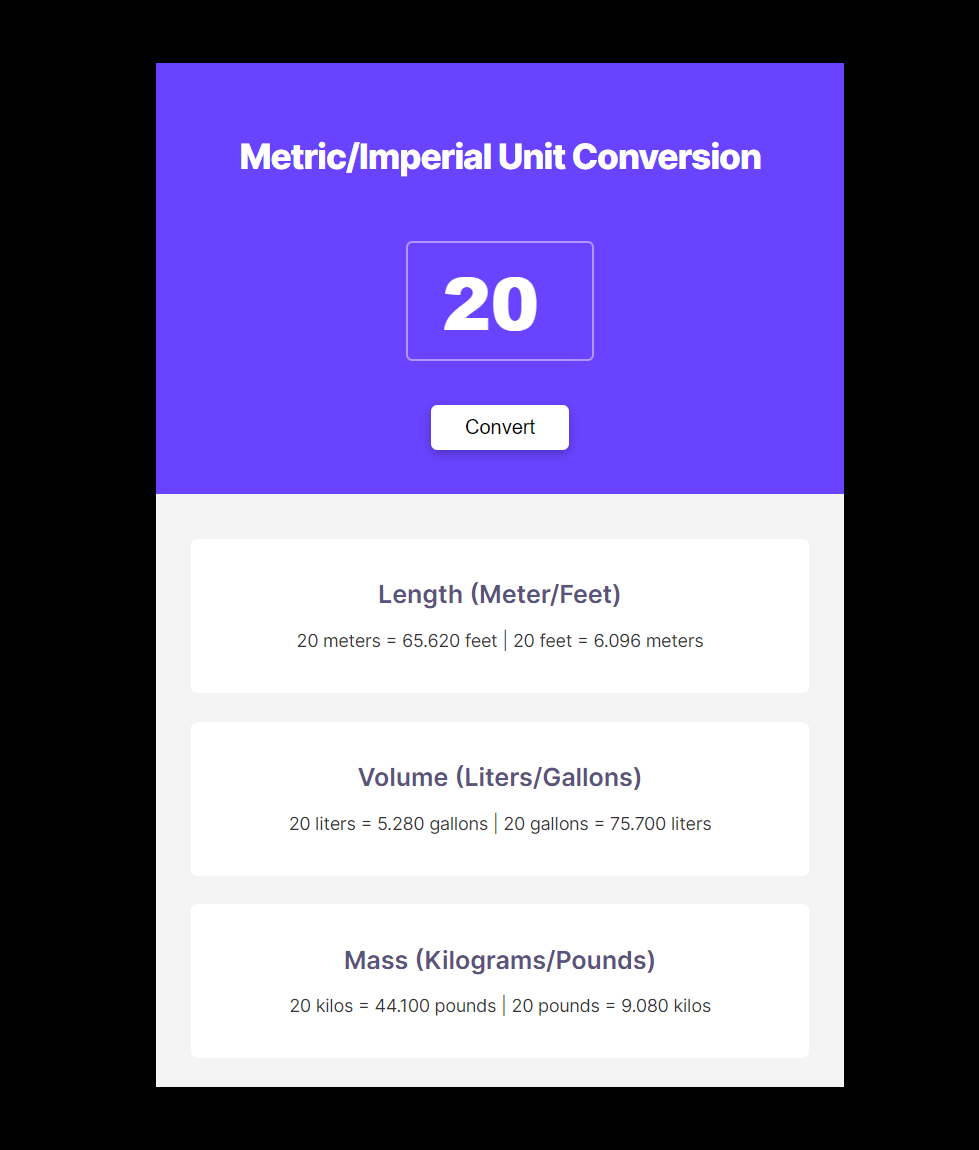 Metric/Imperial Unit Conversion
20
Convert
Length (Meter/Feet)
20 meters = 65.620 feet | 20 feet = 6.096 meters
Volume (Liters/Gallons)
20 liters = 5.280 gallons | 20 gallons = 75.700 liters
Mass (Kilograms/Pounds)
20 kilos = 44.100 pounds | 20 pounds = 9.080 kilos